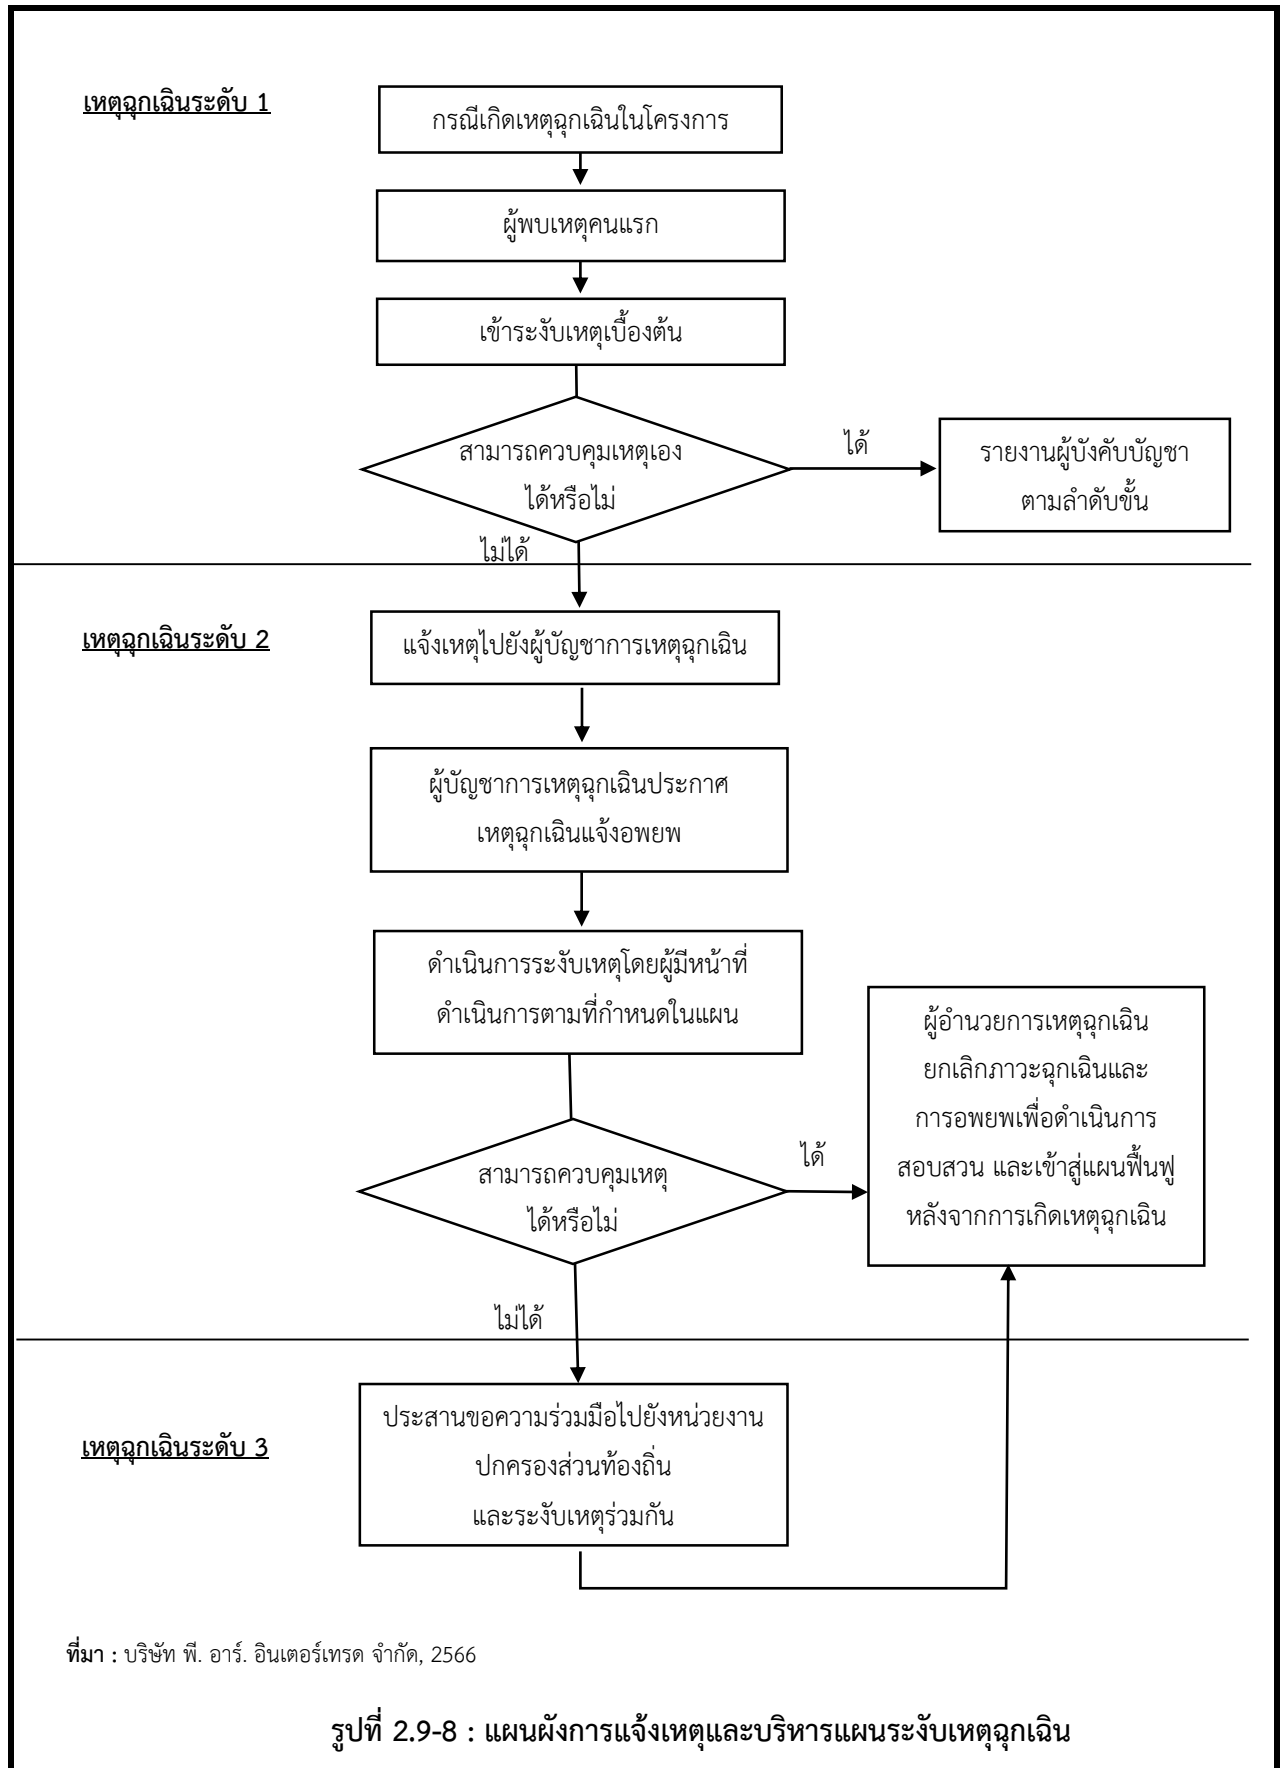 เหตุฉุกเฉินระดับ 1
กรณีเกิดเหตุฉุกเฉินในโครงการ
ผู้พบเหตุคนแรก
เข้าระงับเหตุเบื้องต้น
สามารถควบคุมเหตุเอง
ได้หรือไม่
ได้
รายงานผู้บังคับบัญชา
ตามลำดับขั้น
ไม่ได้
เหตุฉุกเฉินระดับ 2
แจ้งเหตุไปยังผู้บัญชาการเหตุฉุกเฉิน
ผู้บัญชาการเหตุฉุกเฉินประกาศ
เหตุฉุกเฉินแจ้งอพยพ
ดำเนินการระงับเหตุโดยผู้มีหน้าที่
ดำเนินการตามที่กำหนดในแผน
สามารถควบคุมเหตุ
ได้หรือไม่
ได้
ผู้อำนวยการเหตุฉุกเฉิน
ยกเลิกภาวะฉุกเฉินและ
การอพยพเพื่อดำเนินการ
สอบสวน และเข้าสู่แผนฟื้นฟู
หลังจากการเกิดเหตุฉุกเฉิน
ไม่ได้
เหตุฉุกเฉินระดับ 3
ประสานขอความร่วมมือไปยังหน่วยงาน
ปกครองส่วนท้องถิ่น
และระงับเหตุร่วมกัน
ที่มา : บริษัท พี. อาร์. อินเตอร์เทรด จำกัด, 2566
รูปที่ 2.9-8 : แผนผังการแจ้งเหตุและบริหารแผนระงับเหตุฉุกเฉิน